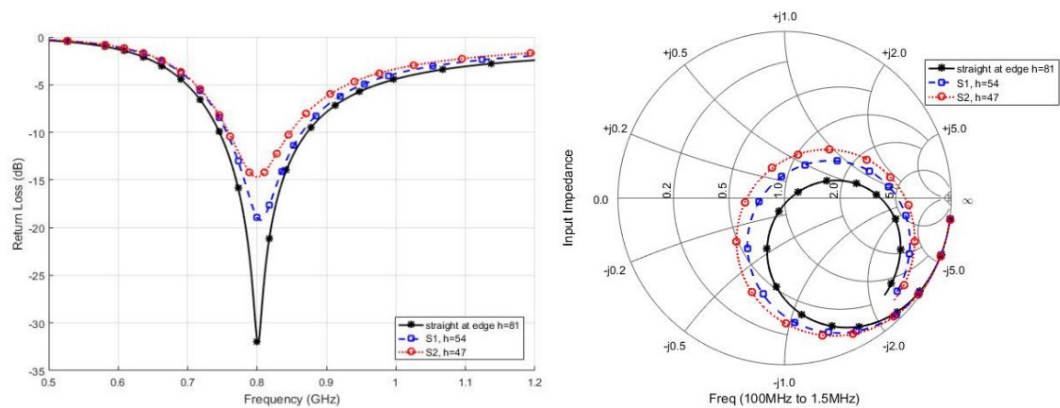 0
-5
-10
-15
-20
-25
-30
-35
Return Loss (dB)
0.5 0.6 0.7 0.8 0.9 1 1.1 1.2
Frequency (GHz)
straight at edge h=81
S1, h=54
S2, h=47
+j1.0
+j0.5 +j2.0
straight at edge h=81
S1, h=54
S2, h=47
+j0.2 +j5.0
Input Impedance
0.0 0.2 0.5 1.0 2.0 5.0 ∞
-j0.2 -j5.0
-j0.5 -j2.0
-j1.0
Freq (100MHz to 1.5MHz)